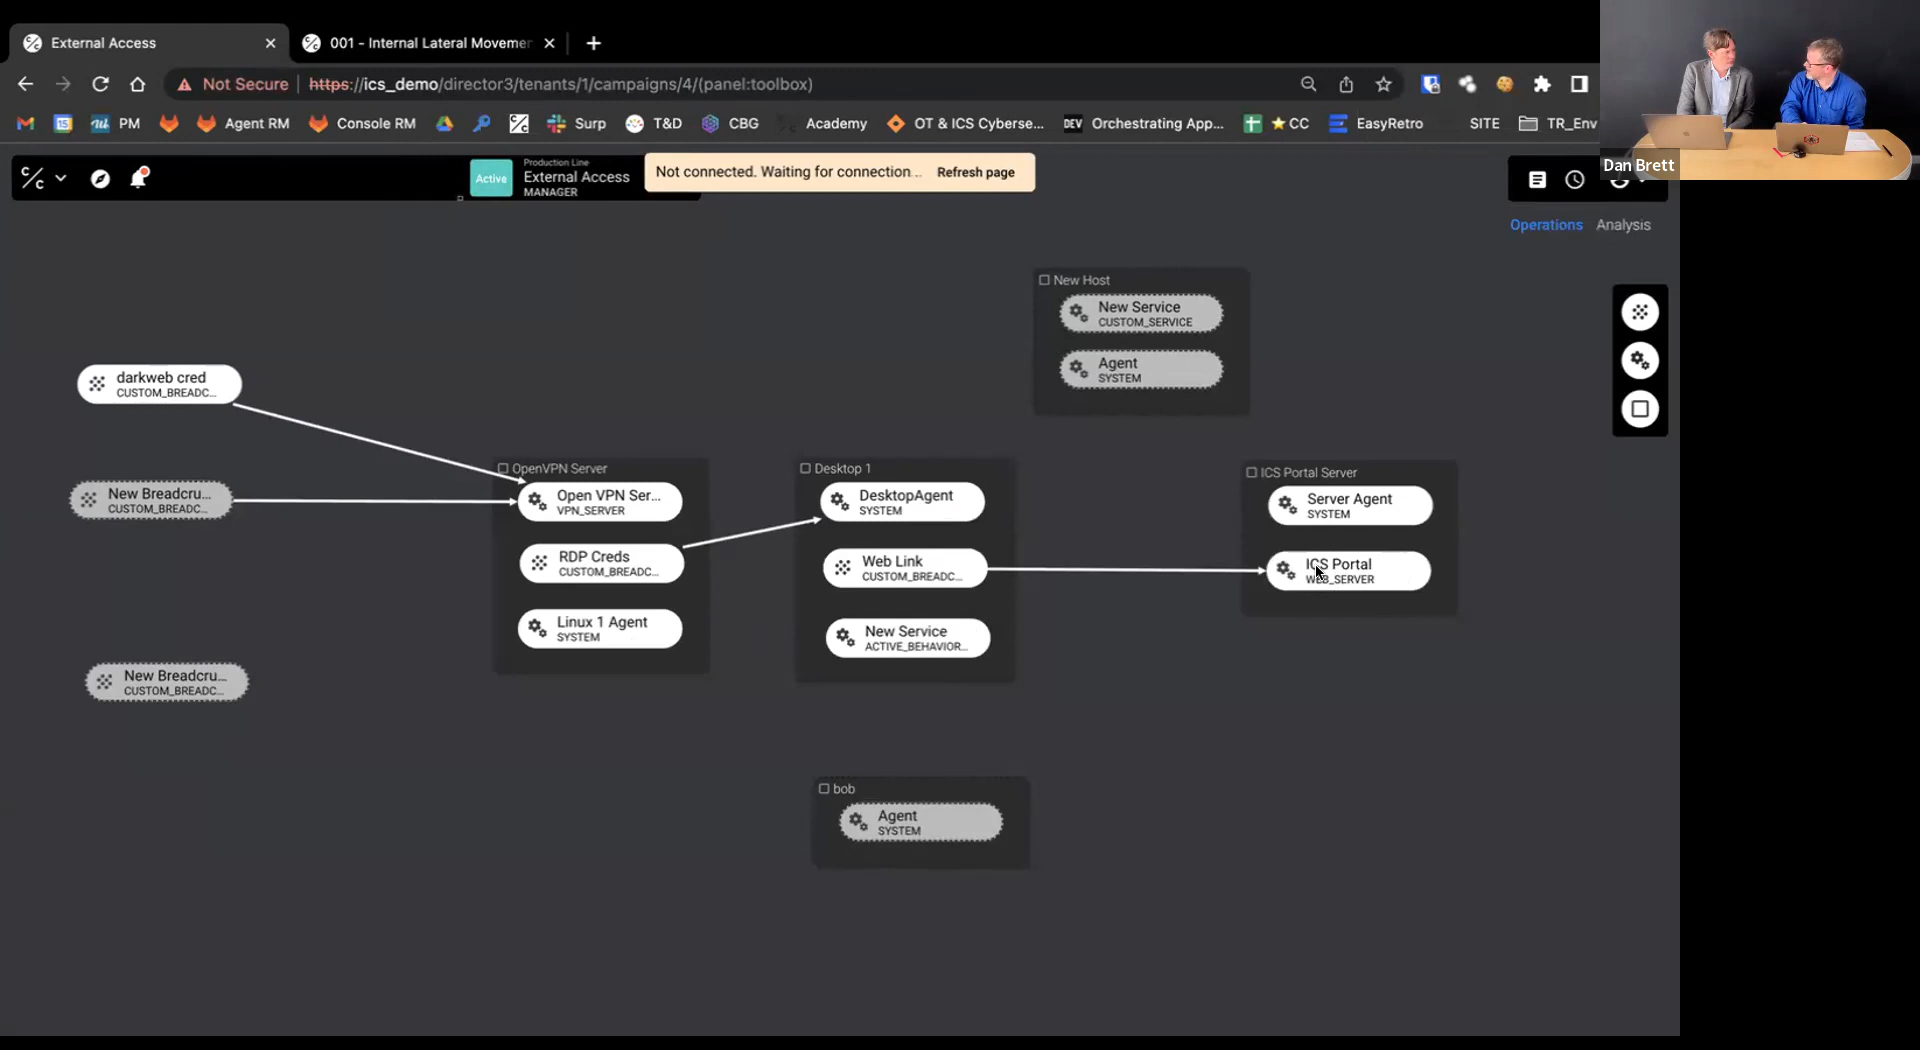 External Access
001 - Internal Lateral Movemen
Not Secure
https://ics_demo/director3/tenants/1/campaigns/4/(panel:toolbox)
15
PM
Agent RM
Console RM
Surp
T&D
CBG
Academy
OT & ICS Cyberse...
DEV
Orchestrating App...
CC
EasyRetro
SITE
TR_Env
Dan Brett
Active
Production Line
External Access
MANAGER
Not connected. Waiting for connection...
Refresh page
Operations
Analysis
New Host
New Service
CUSTOM_SERVICE
Agent
SYSTEM
darkweb cred
CUSTOM_BREADC...
New Breadcru...
CUSTOM_BREADC...
New Breadcru...
CUSTOM_BREADC...
OpenVPN Server
Open VPN Ser...
VPN_SERVER
RDP Creds
CUSTOM_BREADC...
Linux 1 Agent
SYSTEM
Desktop 1
DesktopAgent
SYSTEM
Web Link
CUSTOM_BREADC...
New Service
ACTIVE_BEHAVIOR...
ICS Portal Server
Server Agent
SYSTEM
ICS Portal
WEB_SERVER
bob
Agent
SYSTEM